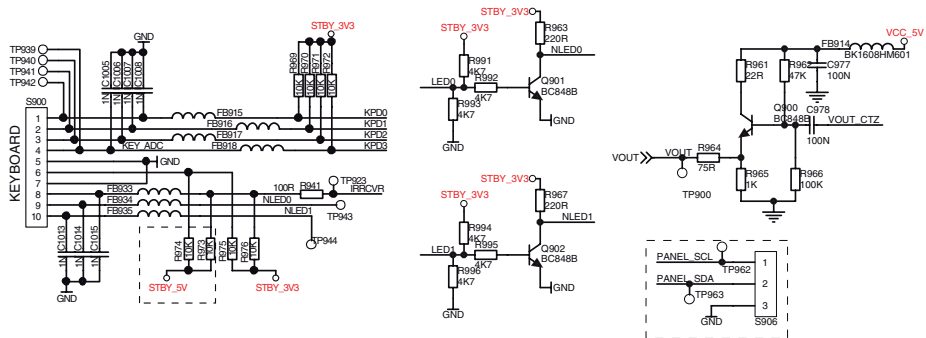 KEYBOARD
S900
1
2
3
4
5
6
7
8
9
10
TP939
TP940
TP941
TP942
GND
C1005
C1006
C1007
C1008
1N
1N
1N
1N
STBY_3V3
R969
R970
R971
R972
10K
10K
10K
10K
FB915
KPD0
FB916
KPD1
FB917
KPD2
KEY_ADC
FB918
KPD3
GND
FB933
100R
R941
TP923
IRRCVR
FB934
NLED0
TP943
FB935
NLED1
TP944
C1013
C1014
C1015
1N
1N
1N
GND
R974
R973
R975
R976
10K
10K
10K
10K
STBY_5V
STBY_3V3
STBY_3V3
STBY_3V3
R963
220R
NLED0
R991
4K7
LED0
R992
4K7
Q901
BC848B
R993
4K7
GND
GND
STBY_3V3
STBY_3V3
R967
220R
NLED1
R994
4K7
LED1
R995
4K7
Q902
BC848B
R996
4K7
GND
GND
VCC_5V
FB914
BK1608HM601
R961
22R
R962
47K
C977
100N
Q900
BC848B
C978
100N
VOUT_CTZ
VOUT
VOUT
R964
75R
TP900
R965
1K
R966
100K
PANEL_SCL
TP962
1
PANEL_SDA
TP963
2
3
GND
S906